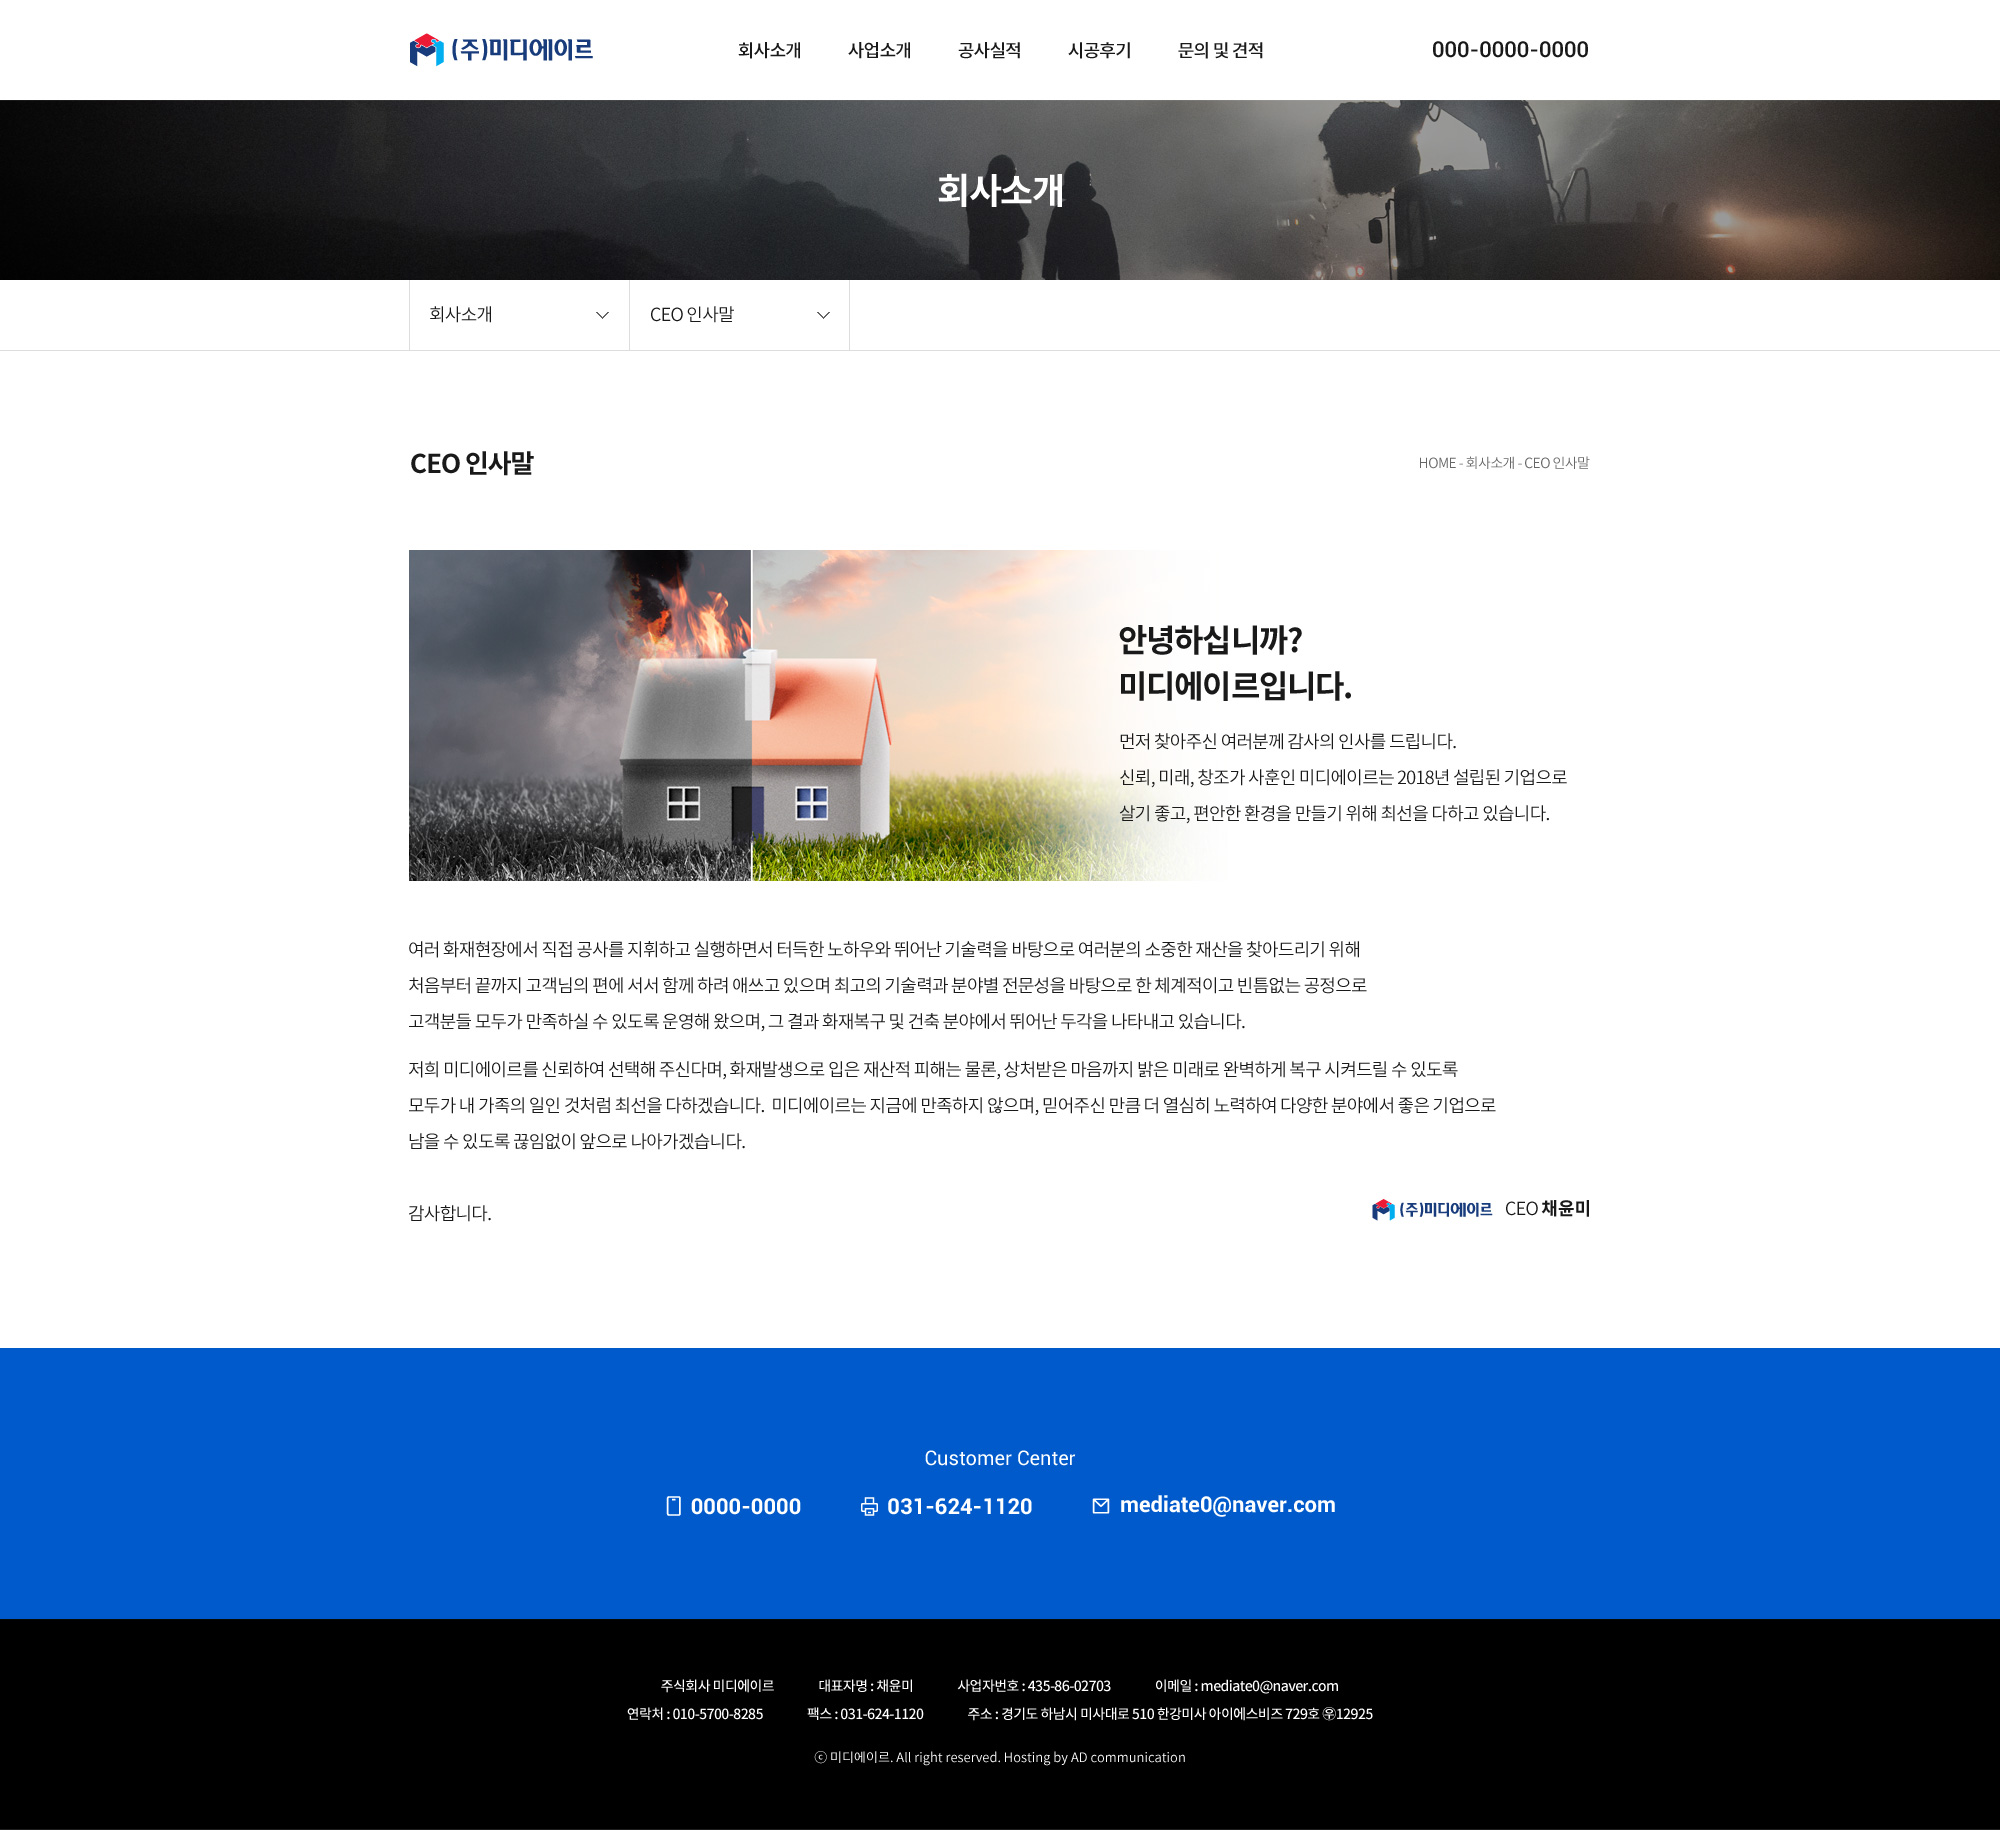 (주)미디에이르
회사소개 사업소개 공사실적 시공후기 문의 및 견적
000-0000-0000
회사소개
회사소개
CEO 인사말
CEO 인사말
HOME - 회사소개 - CEO 인사말
안녕하십니까?
미디에이르입니다.
먼저 찾아주신 여러분께 감사의 인사를 드립니다.
신뢰, 미래, 창조가 사훈인 미디에이르는 2018년 설립된 기업으로
살기 좋고, 편안한 환경을 만들기 위해 최선을 다하고 있습니다.
여러 화재현장에서 직접 공사를 지휘하고 실행하면서 터득한 노하우와 뛰어난 기술력을 바탕으로 여러분의 소중한 재산을 찾아드리기 위해
처음부터 끝까지 고객님의 편에 서서 함께 하려 애쓰고 있으며 최고의 기술력과 분야별 전문성을 바탕으로 한 체계적이고 빈틈없는 공정으로
고객분들 모두가 만족하실 수 있도록 운영해 왔으며, 그 결과 화재복구 및 건축 분야에서 뛰어난 두각을 나타내고 있습니다.
저희 미디에이르를 신뢰하여 선택해 주신다며, 화재발생으로 입은 재산적 피해는 물론, 상처받은 마음까지 밝은 미래로 완벽하게 복구 시켜드릴 수 있도록
모두가 내 가족의 일인 것처럼 최선을 다하겠습니다. 미디에이르는 지금에 만족하지 않으며, 믿어주신 만큼 더 열심히 노력하여 다양한 분야에서 좋은 기업으로
남을 수 있도록 끊임없이 앞으로 나아가겠습니다.
감사합니다.
(주)미디에이르 CEO 채윤미
Customer Center
0000-0000
031-624-1120
mediate0@naver.com
주식회사 미디에이르 대표자명 : 채윤미 사업자번호 : 435-86-02703 이메일 : mediate0@naver.com
연락처 : 010-5700-8285 팩스 : 031-624-1120 주소 : 경기도 하남시 미사대로 510 한강미사 아이에스비즈 729호 ㉾12925
ⓒ 미디에이르. All right reserved. Hosting by AD communication